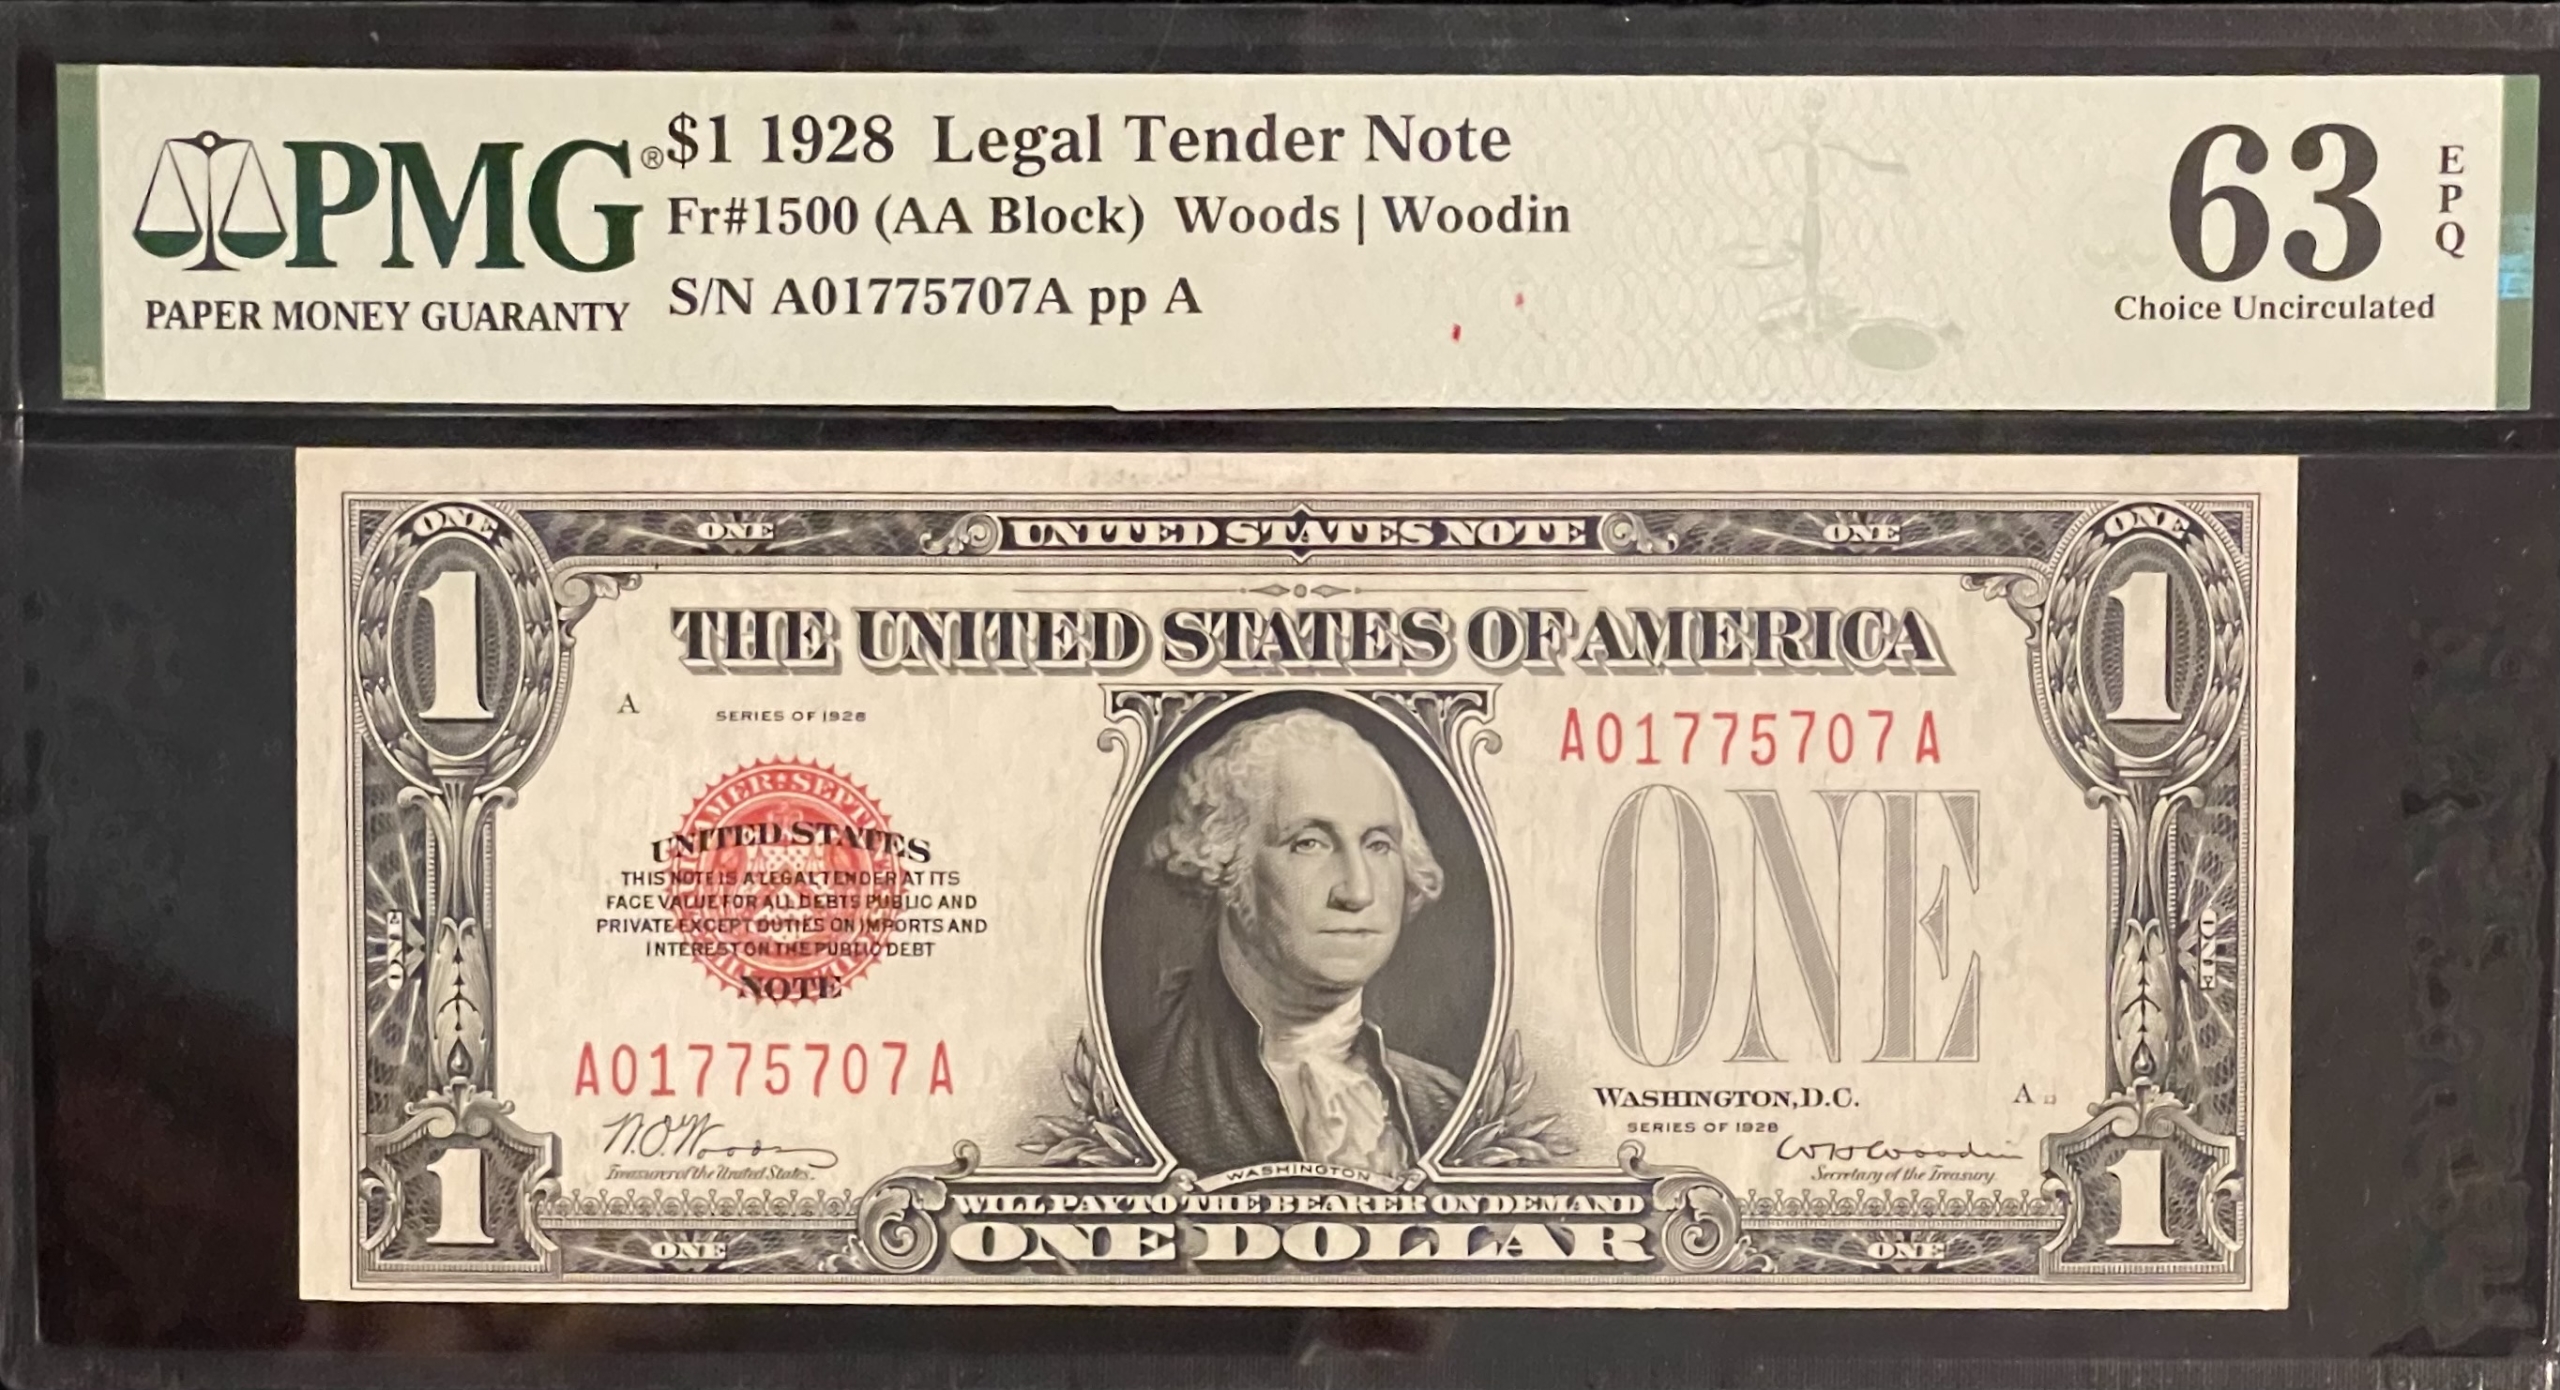 PMG®
PAPER MONEY GUARANTY
$1 1928 Legal Tender Note
Fr#1500 (AA Block) Woods | Woodin
S/N A01775707A pp A
63
EPQ
Choice Uncirculated
ONE
ONE
UNITED STATES NOTE
ONE
ONE
1
1
THE UNITED STATES OF AMERICA
A
SERIES OF 1928
A01775707A
UNITED STATES
THIS NOTE IS A LEGAL TENDER AT ITS
FACE VALUE FOR ALL DEBTS PUBLIC AND
PRIVATE EXCEPT DUTIES ON IMPORTS AND
INTEREST ON THE PUBLIC DEBT
NOTE
ONE
ONE
ONE
A01775707A
WASHINGTON, D.C.
A
SERIES OF 1928
N.O. Woods
Treasurer of the United States.
W H Woodin
Secretary of the Treasury.
WASHINGTON
1
1
WILL PAY TO THE BEARER ON DEMAND
ONE
ONE DOLLAR
ONE